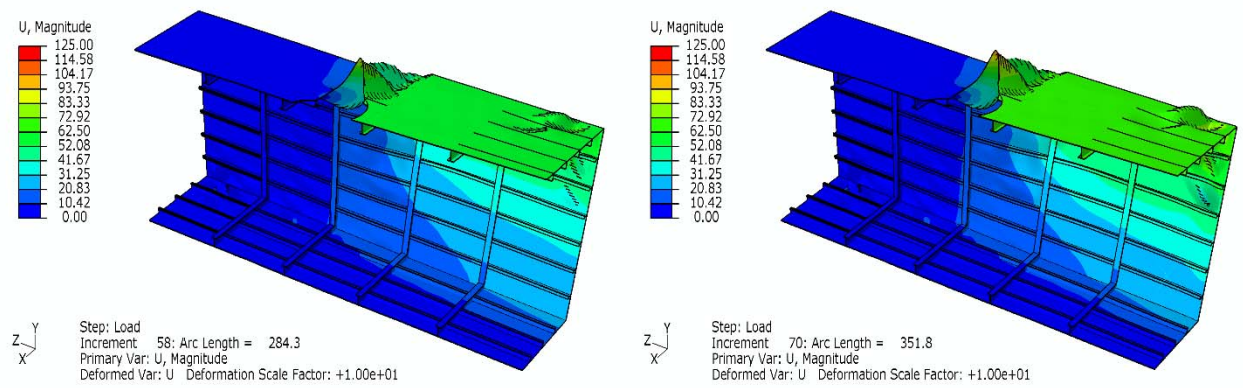 U, Magnitude
125.00
114.58
104.17
93.75
83.33
72.92
62.50
52.08
41.67
31.25
20.83
10.42
0.00
Z Y X
Step: Load
Increment 58: Arc Length = 284.3
Primary Var: U, Magnitude
Deformed Var: U Deformation Scale Factor: +1.00e+01
U, Magnitude
125.00
114.58
104.17
93.75
83.33
72.92
62.50
52.08
41.67
31.25
20.83
10.42
0.00
Z Y X
Step: Load
Increment 70: Arc Length = 351.8
Primary Var: U, Magnitude
Deformed Var: U Deformation Scale Factor: +1.00e+01